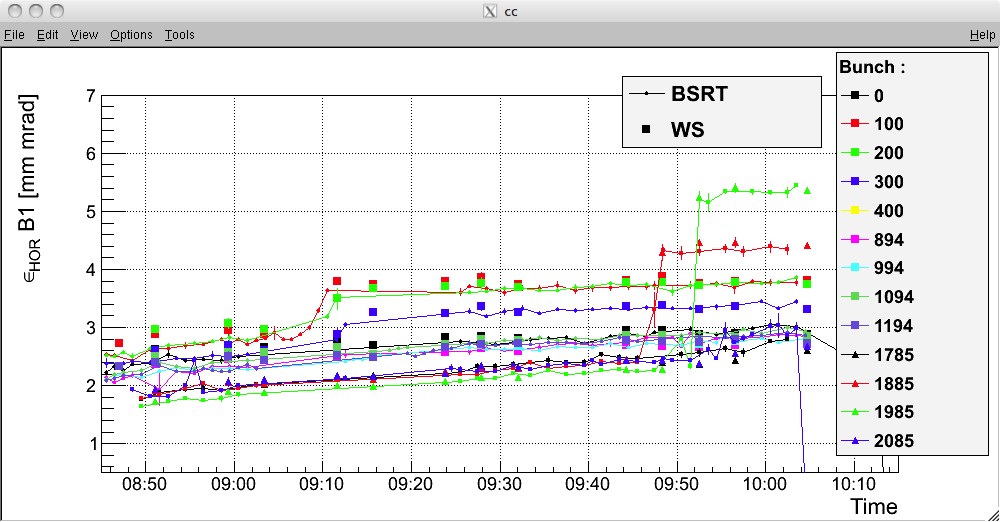 cc
File Edit View Options Tools Help
Bunch :
BSRT
WS
0
100
200
300
400
894
994
1094
1194
1785
1885
1985
2085
ϵHOR B1 [mm mrad]
7
6
5
4
3
2
1
08:50 09:00 09:10 09:20 09:30 09:40 09:50 10:00 10:10
Time